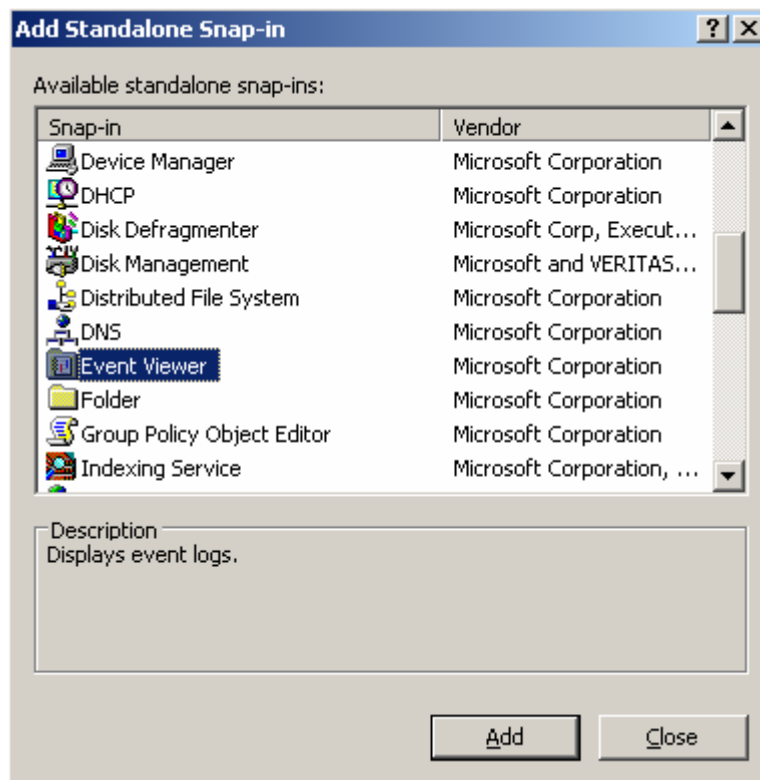 Add Standalone Snap-in
Available standalone snap-ins:
Snap-in Vendor
Device Manager Microsoft Corporation
DHCP Microsoft Corporation
Disk Defragmenter Microsoft Corp, Execut...
Disk Management Microsoft and VERITAS...
Distributed File System Microsoft Corporation
DNS Microsoft Corporation
Event Viewer Microsoft Corporation
Folder Microsoft Corporation
Group Policy Object Editor Microsoft Corporation
Indexing Service Microsoft Corporation, ...
Description
Displays event logs.
Add Close